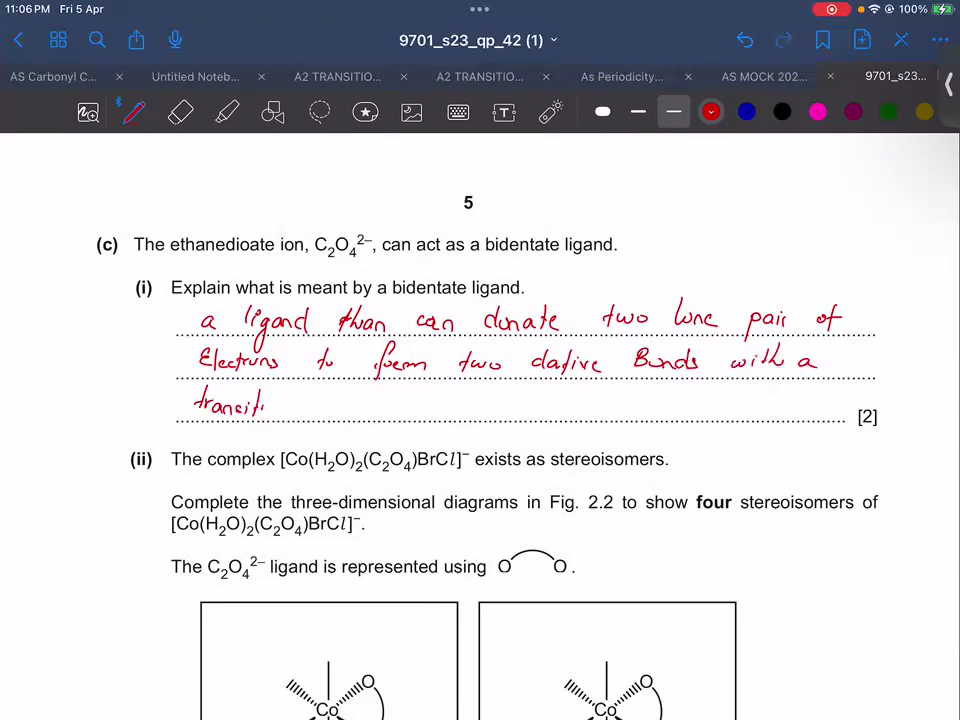 11:06 PM Fri 5 Apr
100%
9701_s23_qp_42 (1)
AS Carbonyl C...
Untitled Noteb...
A2 TRANSITIO...
A2 TRANSITIO...
As Periodicity...
AS MOCK 202...
9701_s23...
5
(c) The ethanedioate ion, C₂O₄²⁻, can act as a bidentate ligand.
(i) Explain what is meant by a bidentate ligand.
a ligand than can donate two lone pair of
Electrons to form two dative Bonds with a
transit
[2]
(ii) The complex [Co(H₂O)₂(C₂O₄)BrCl]⁻ exists as stereoisomers.
Complete the three-dimensional diagrams in Fig. 2.2 to show four stereoisomers of
[Co(H₂O)₂(C₂O₄)BrCl]⁻.
The C₂O₄²⁻ ligand is represented using O O.
O O
Co Co